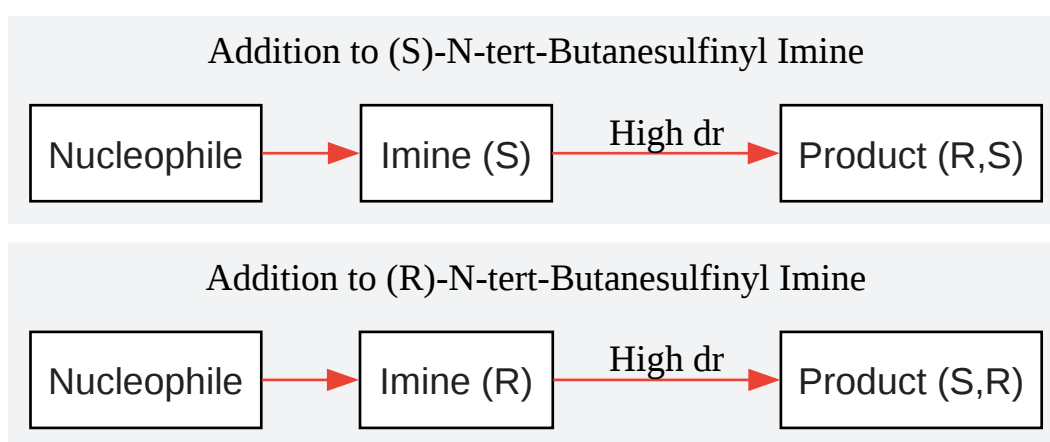 Addition to (S)-N-tert-Butanesulfinyl Imine
Nucleophile
Imine (S)
High dr
Product (R,S)
Addition to (R)-N-tert-Butanesulfinyl Imine
Nucleophile
Imine (R)
High dr
Product (S,R)